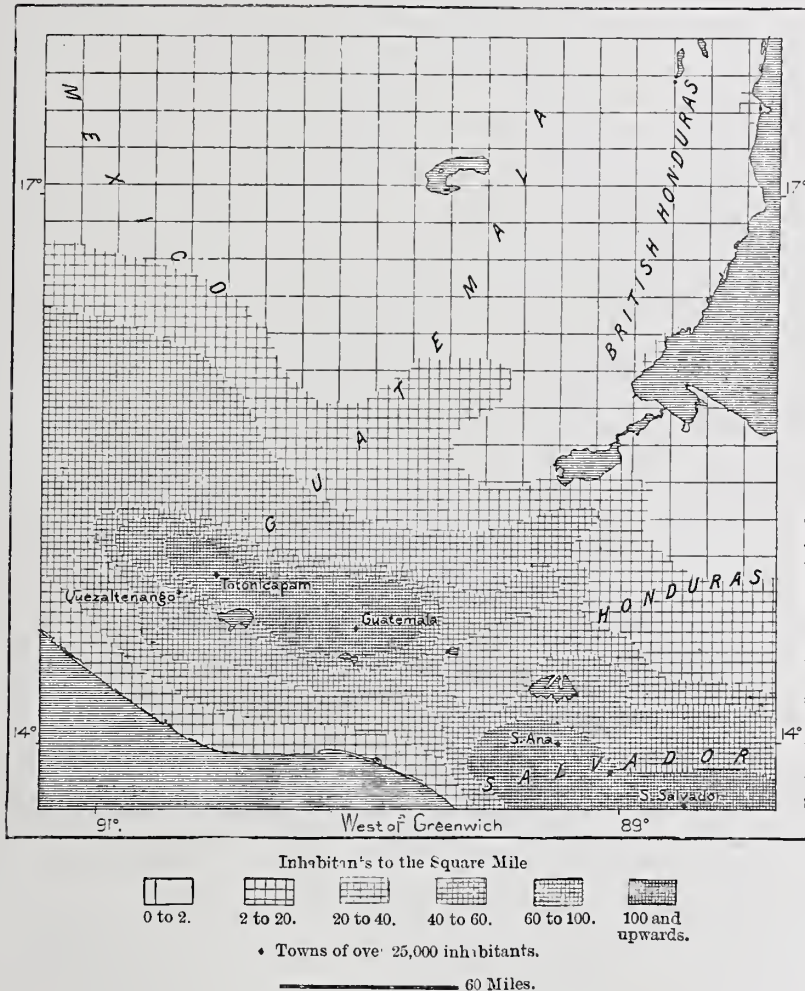 MEXICO
BRITISH HONDURAS
GUATEMALA
17°
17°
HONDURAS
Totonicapam
Quezaltenango
Guatemala
14°
14°
S. Ana
SALVADOR
S. Salvador
91°.
West of Greenwich
89°
Inhabitan's to the Square Mile
0 to 2.
2 to 20.
20 to 40.
40 to 60.
60 to 100.
100 and
upwards.
Towns of ove 25,000 inhabitants.
60 Miles.